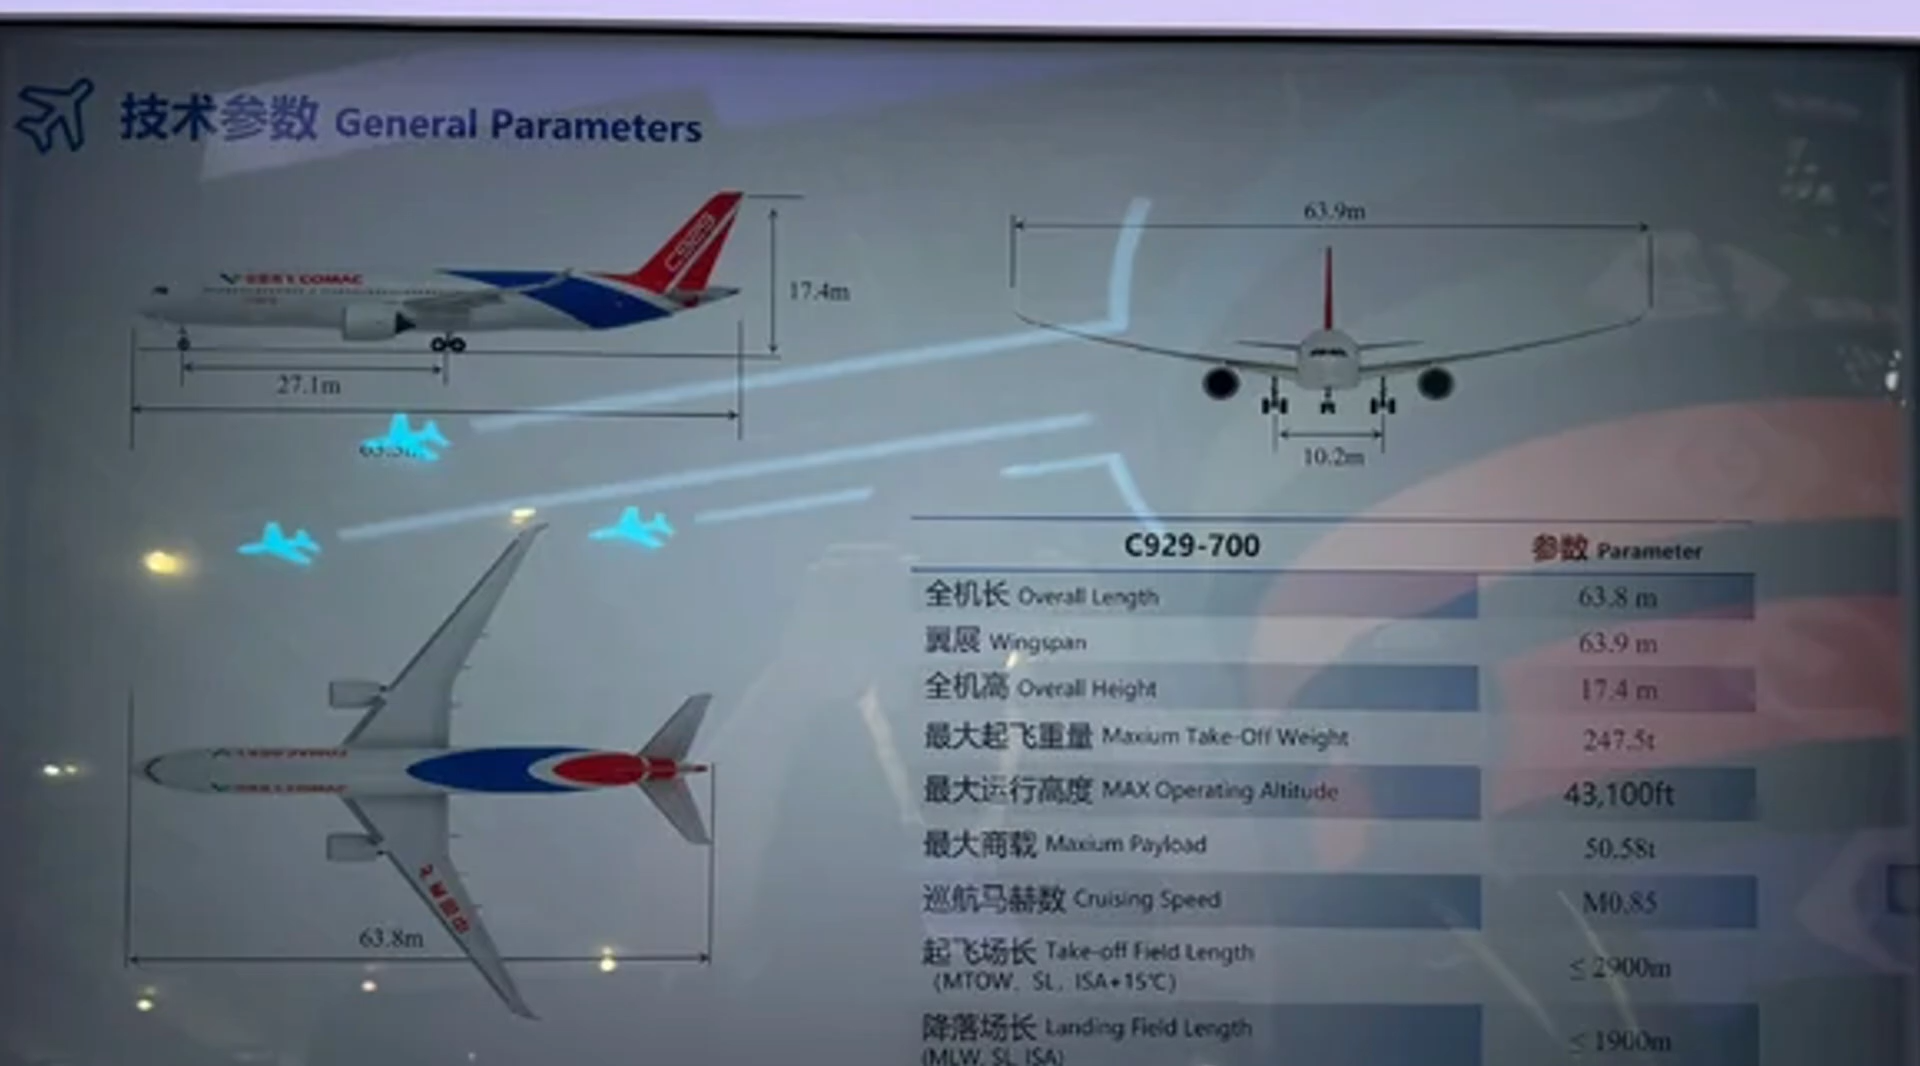 技术参数 General Parameters
C929
COMAC
17.4m
27.1m
63.9m
10.2m
63.8m
C929-700 参数 Parameter
全机长 Overall Length 63.8 m
翼展 Wingspan 63.9 m
全机高 Overall Height 17.4 m
最大起飞重量 Maxium Take-Off Weight 247.5t
最大运行高度 MAX Operating Altitude 43,100ft
最大商载 Maxium Payload 50.58t
巡航马赫数 Cruising Speed M0.85
起飞场长 Take-off Field Length ≤ 2900m
(MTOW、SL，ISA+15℃)
降落场长 Landing Field Length ≤ 1900m
(MLW, SL, ISA)